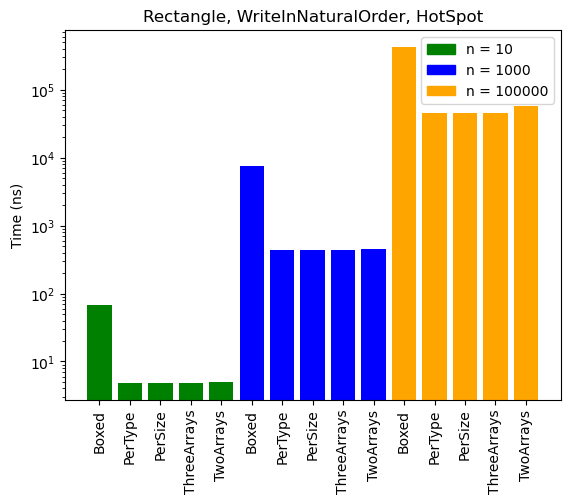 Rectangle, WriteInNaturalOrder, HotSpot
n = 10
n = 1000
n = 100000
Time (ns)
10^5
10^4
10^3
10^2
10^1
Boxed
PerType
PerSize
ThreeArrays
TwoArrays
Boxed
PerType
PerSize
ThreeArrays
TwoArrays
Boxed
PerType
PerSize
ThreeArrays
TwoArrays